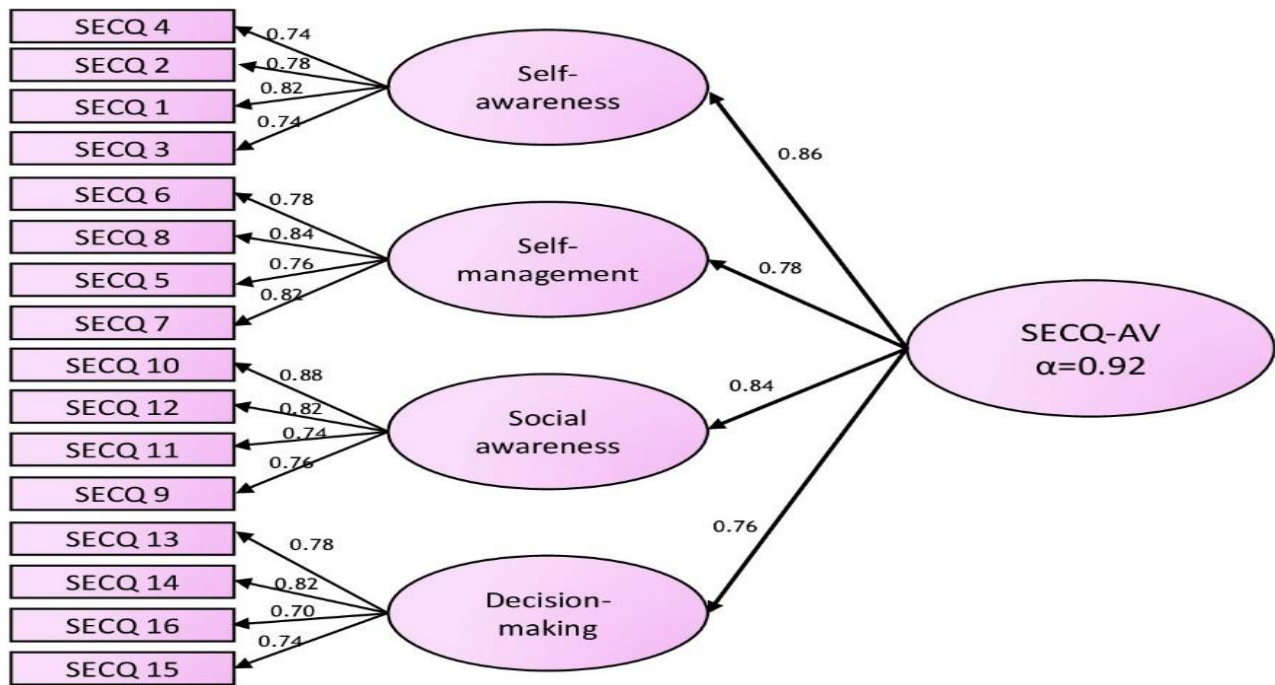 SECQ 4
SECQ 2
SECQ 1
SECQ 3
0.74
0.78
0.82
0.74
Self-
awareness
SECQ 6
SECQ 8
SECQ 5
SECQ 7
0.78
0.84
0.76
0.82
Self-
management
SECQ 10
SECQ 12
SECQ 11
SECQ 9
0.88
0.82
0.74
0.76
Social
awareness
SECQ 13
SECQ 14
SECQ 16
SECQ 15
0.78
0.82
0.70
0.74
Decision-
making
0.86
0.78
0.84
0.76
SECQ-AV
α=0.92